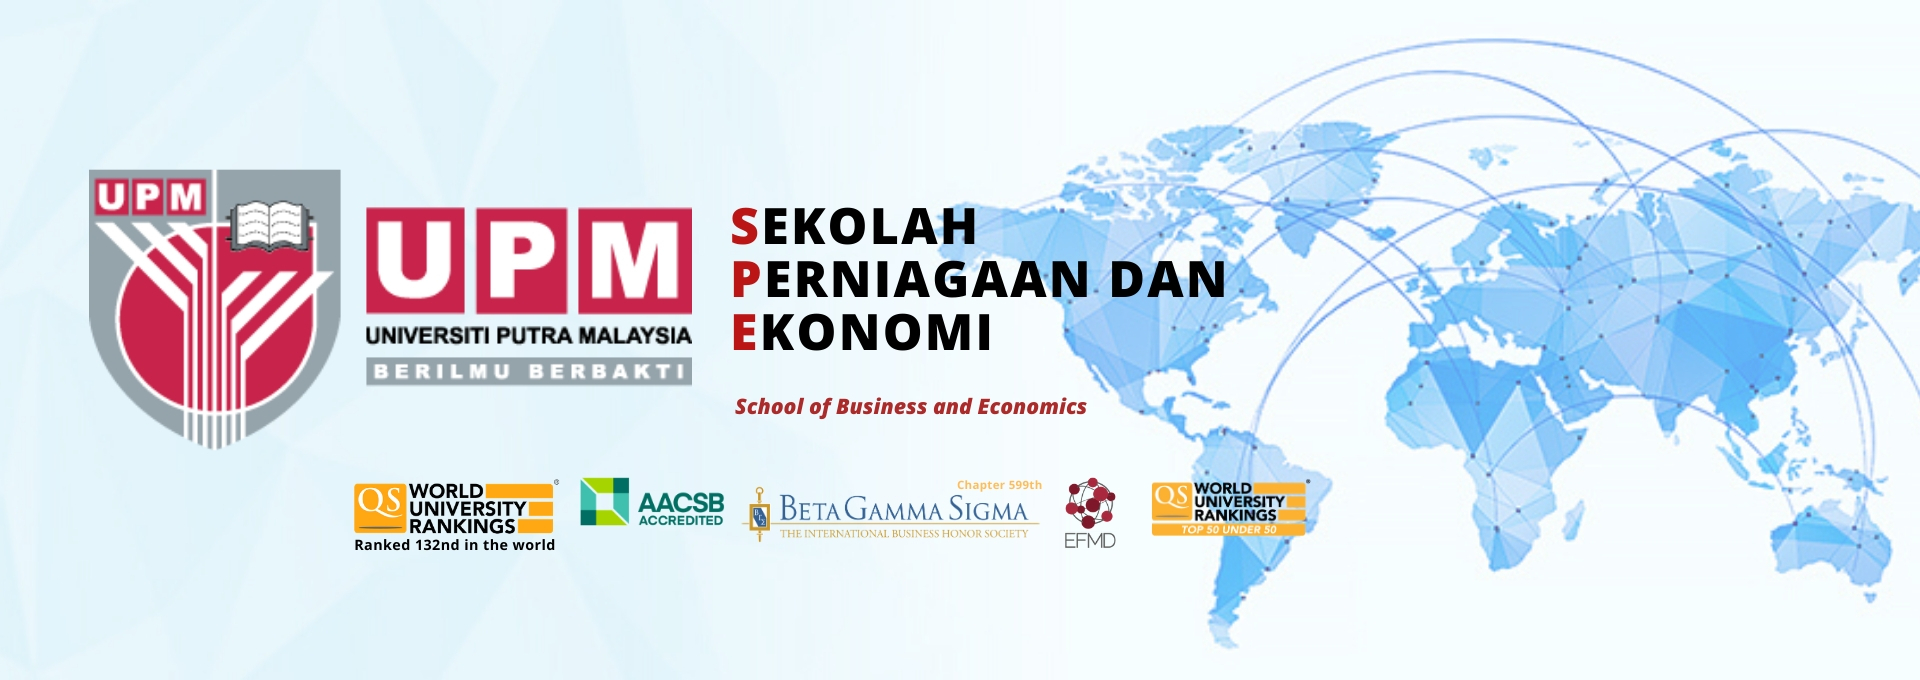 UPM
UPM
UNIVERSITI PUTRA MALAYSIA
BERILMU BERBAKTI
SEKOLAH
PERNIAGAAN DAN
EKONOMI
School of Business and Economics
QS WORLD
UNIVERSITY
RANKINGS
Ranked 132nd in the world
AACSB
ACCREDITED
Chapter 599th
BETA GAMMA SIGMA
THE INTERNATIONAL BUSINESS HONOR SOCIETY
EFMD
QS WORLD
UNIVERSITY
RANKINGS
TOP 50 UNDER 50